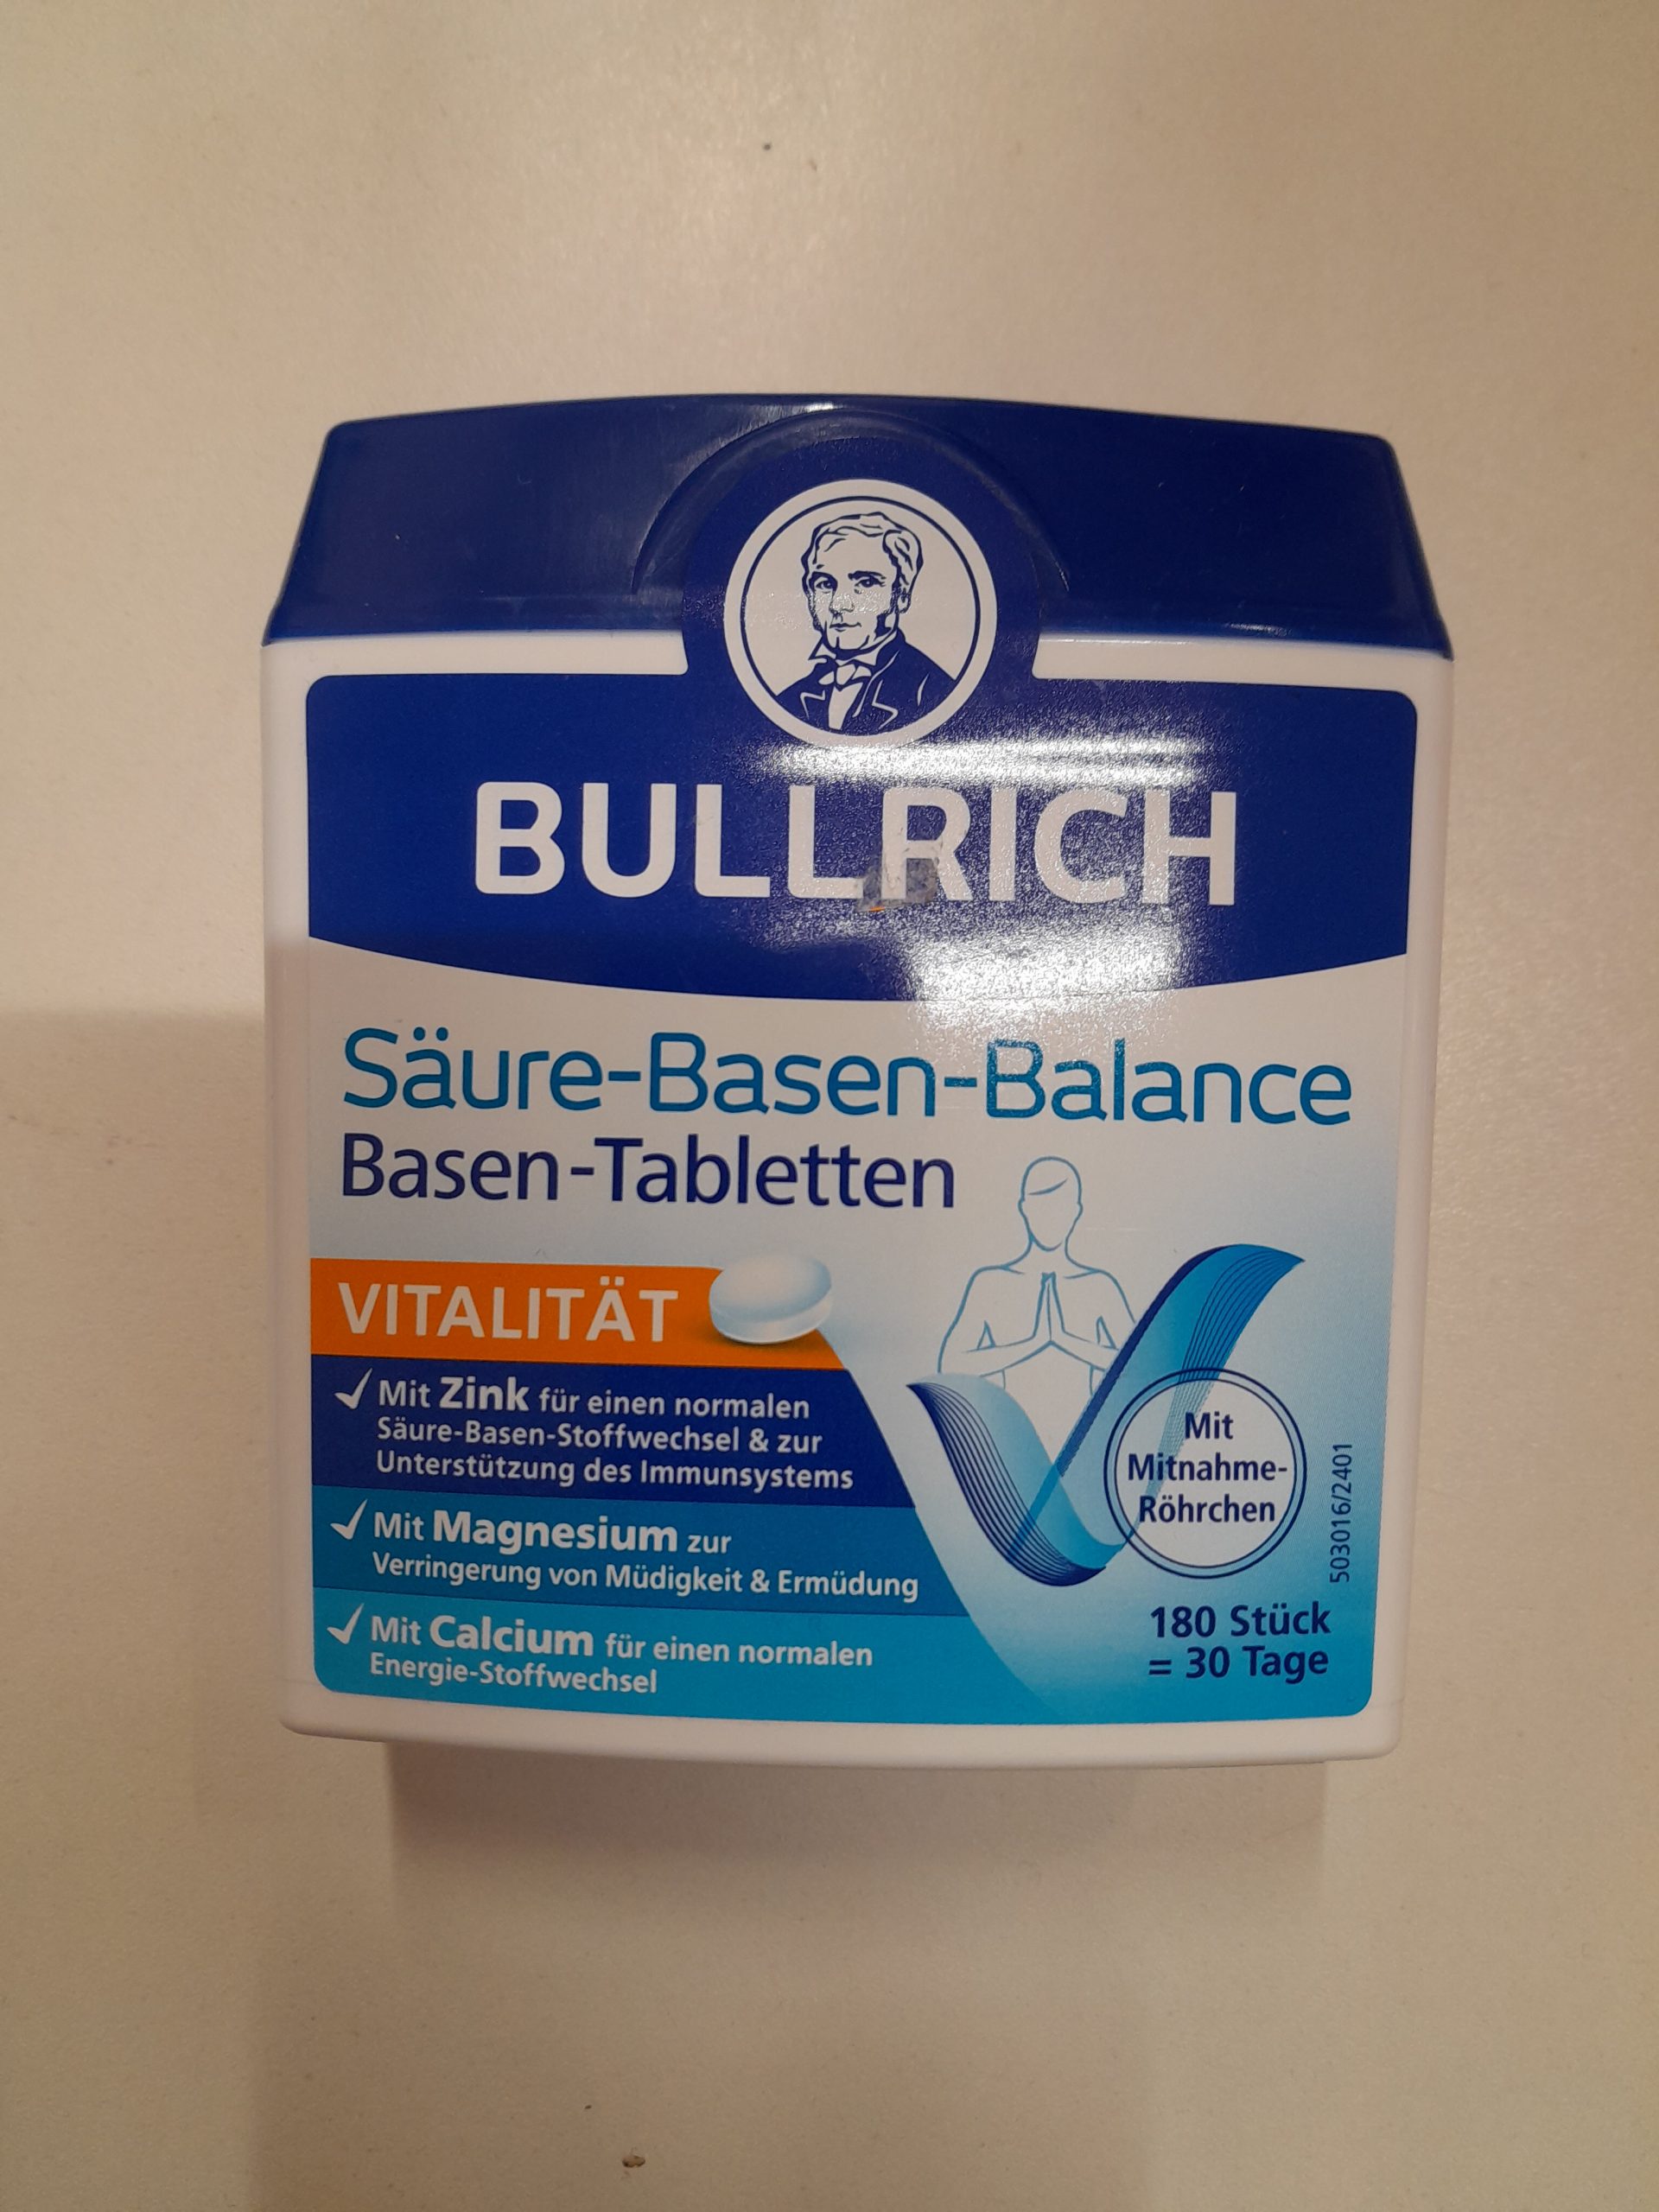 BULLRICH
Säure-Basen-Balance
Basen-Tabletten
VITALITÄT
Mit Zink für einen normalen
Säure-Basen-Stoffwechsel & zur
Unterstützung des Immunsystems
Mit Magnesium zur
Verringerung von Müdigkeit & Ermüdung
Mit Calcium für einen normalen
Energie-Stoffwechsel
Mit
Mitnahme-
Röhrchen
503016/2401
180 Stück
= 30 Tage